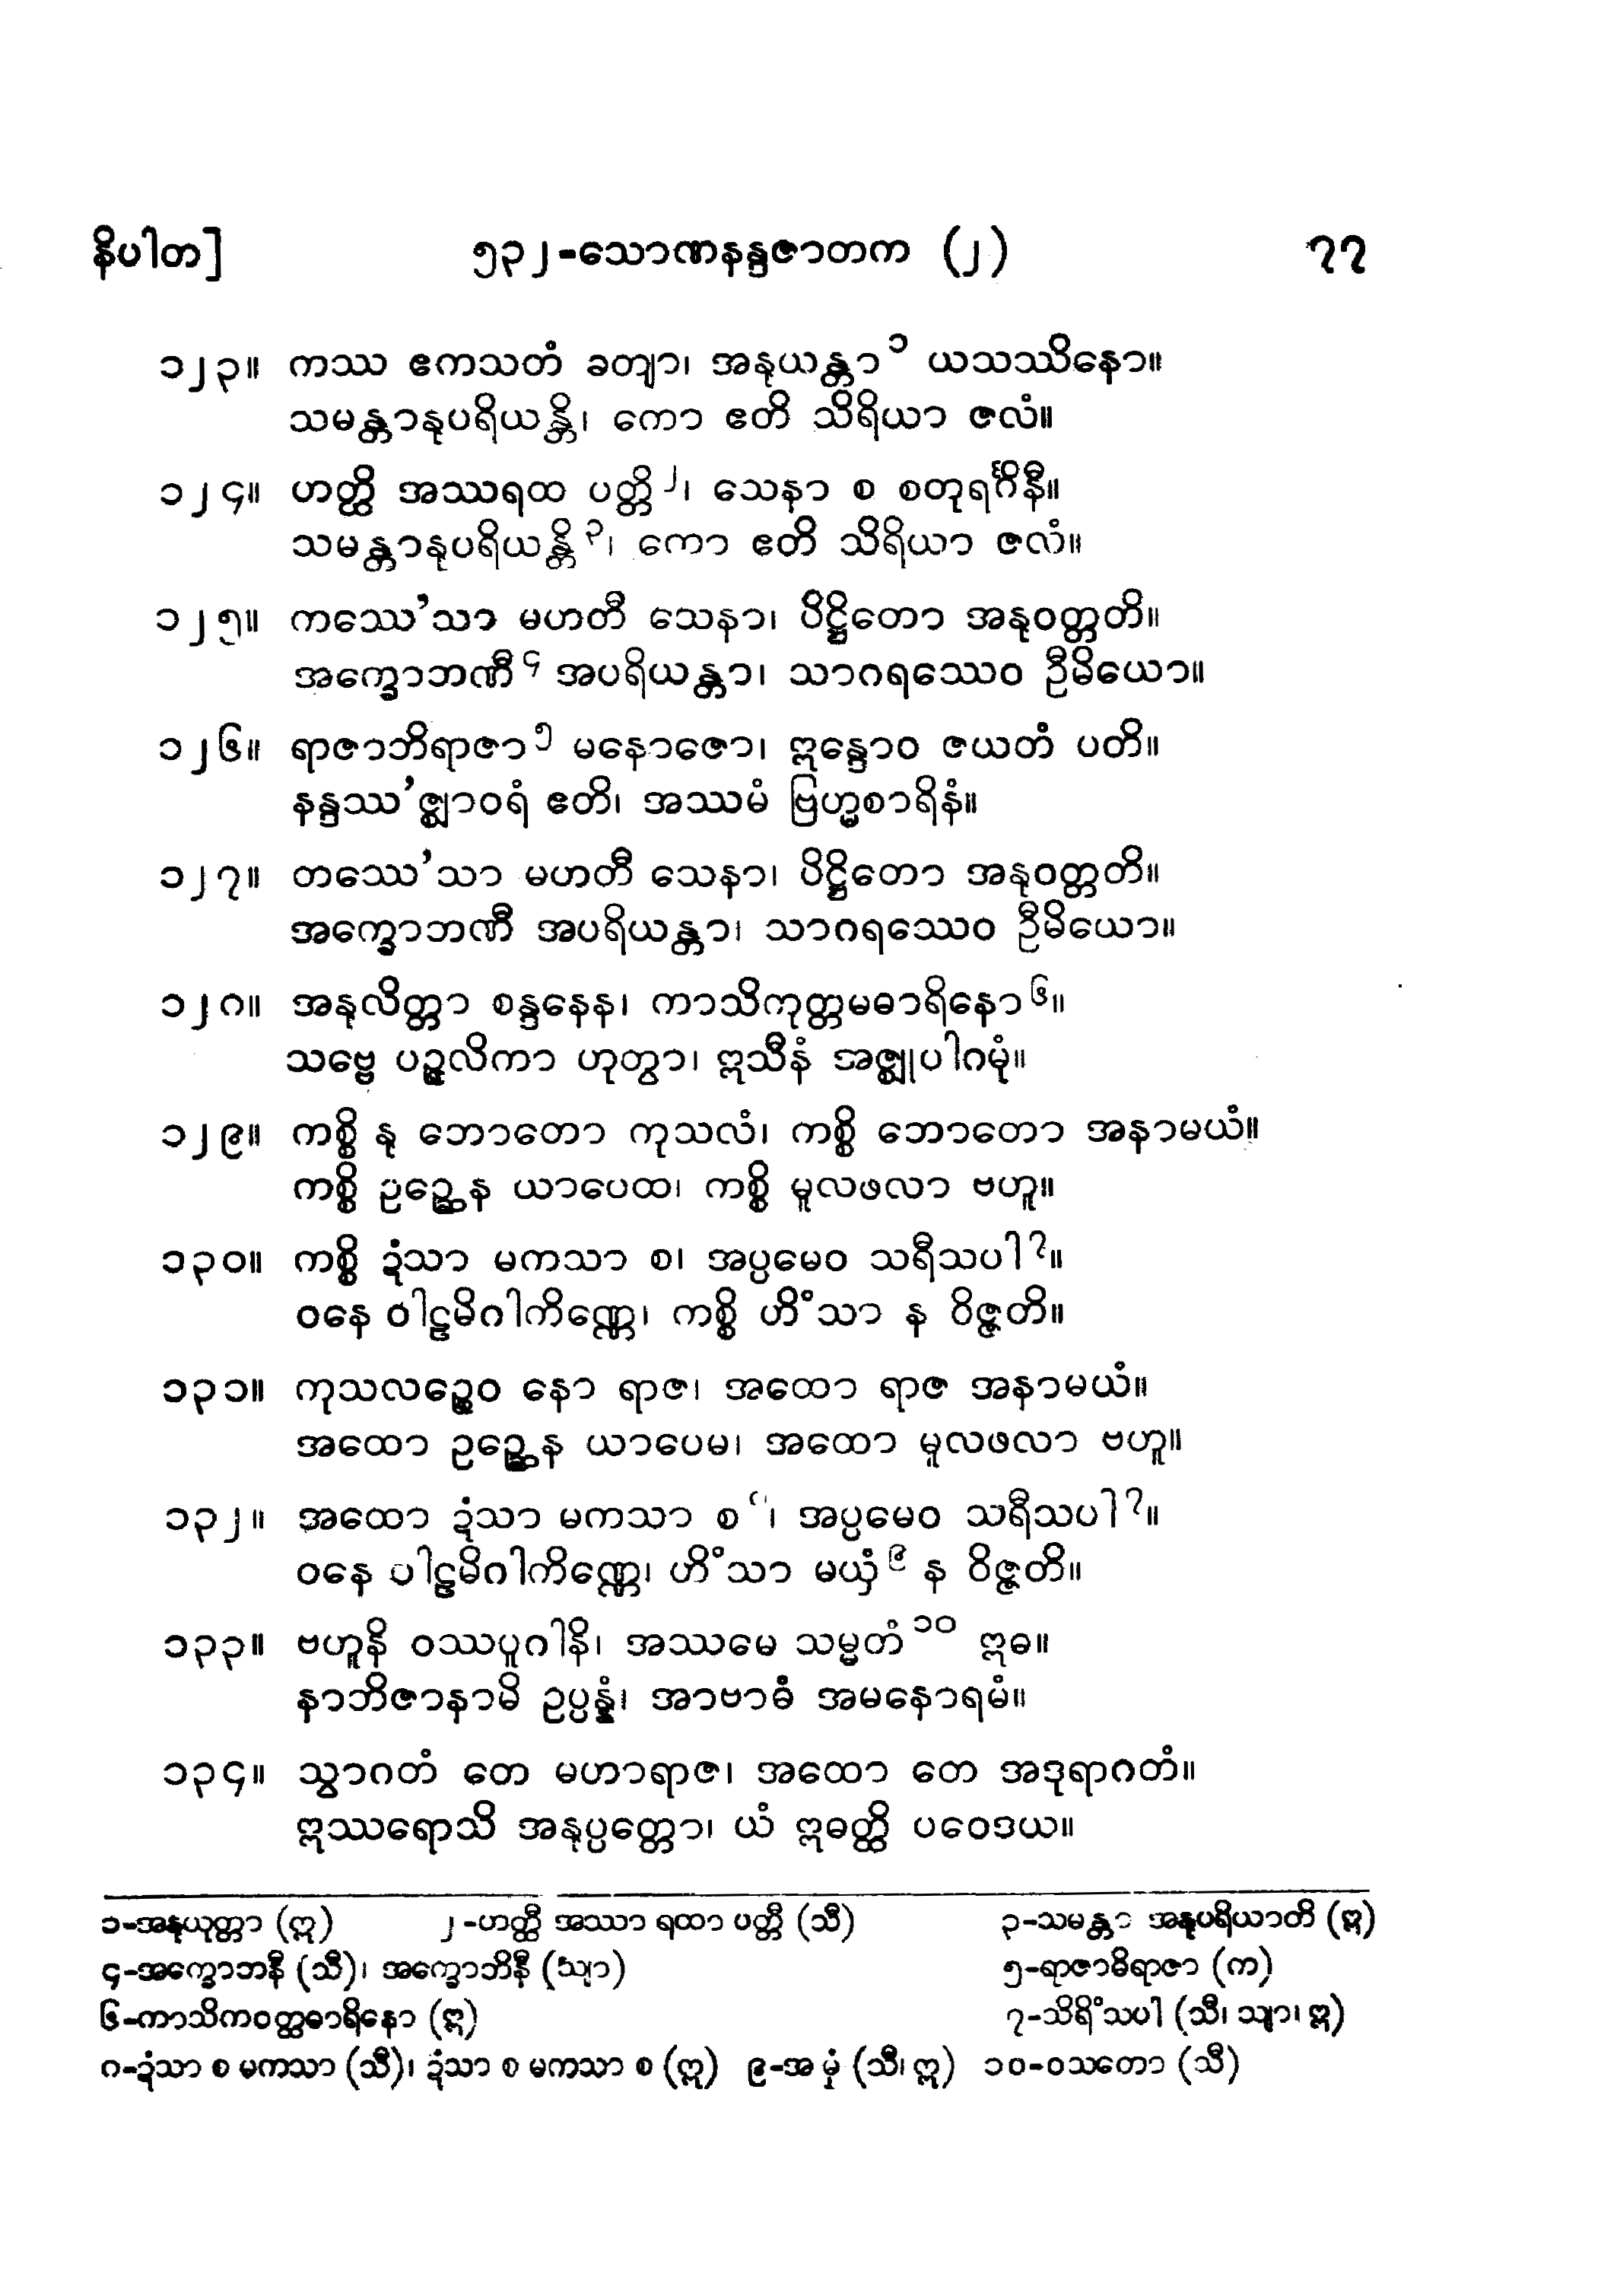 နိပါတ]    ၅၃၂-သောဏနန္ဒဇာတက (၂)    ၇၇
၁၂၃။ ကဿ ဧကသတံ ခတျာ၊ အနုယန္တာ ၁ ယသဿိနော။
သမန္တာနုပရိယန္တိ၊ ကော ဧတိ သိရိယာ ဇလံ။
၁၂၄။ ဟတ္ထိ အဿရထ ပတ္တိ ၂၊ သေနာ စ စတုရင်္ဂိနီ။
သမန္တာနုပရိယန္တိ ၃၊ ကော ဧတိ သိရိယာ ဇလံ။
၁၂၅။ ကဿေ’သာ မဟတီ သေနာ၊ ပိဋ္ဌိတော အနုဝတ္တတိ။
အက္ခောဘဏီ ၄ အပရိယန္တာ၊ သာဂရဿေဝ ဦမိယော။
၁၂၆။ ရာဇာဘိရာဇာ ၅ မနောဇော၊ ဣန္ဒောဝ ဇယတံ ပတိ။
နန္ဒဿ’ဇ္ဈာဝရံ ဧတိ၊ အဿမံ ဗြဟ္မစာရိနံ။
၁၂၇။ တဿေ’သာ မဟတီ သေနာ၊ ပိဋ္ဌိတော အနုဝတ္တတိ။
အက္ခောဘဏီ အပရိယန္တာ၊ သာဂရဿေဝ ဦမိယော။
၁၂၈။ အနုလိတ္တာ စန္ဒနေန၊ ကာသိကုတ္တမဓာရိနော ၆။
သဗ္ဗေ ပဉ္ဇလိကာ ဟုတွာ၊ ဣသီနံ အဇ္ဈုပါဂမုံ။
၁၂၉။ ကစ္စိ နု ဘောတော ကုသလံ၊ ကစ္စိ ဘောတော အနာမယံ။
ကစ္စိ ဉဉ္ဆေန ယာပေထ၊ ကစ္စိ မူလဖလာ ဗဟူ။
၁၃၀။ ကစ္စိ ဍံသာ မကသာ စ၊ အပ္ပမေဝ သရီသပါ ၇။
ဝနေ ဝါဠမိဂါကိဏ္ဏေ၊ ကစ္စိ ဟိံသာ န ဝိဇ္ဇတိ။
၁၃၁။ ကုသလဉ္စေဝ နော ရာဇ၊ အထော ရာဇ အနာမယံ။
အထော ဥဉ္ဆေန ယာပေမ၊ အထော မူလဖလာ ဗဟူ။
၁၃၂။ အထော ဍံသာ မကသာ စ ၈၊ အပ္ပမေဝ သရီသပါ ၇။
ဝနေ ဝါဠမိဂါကိဏ္ဏေ၊ ဟိံသာ မယှံ ၉ န ဝိဇ္ဇတိ။
၁၃၃။ ဗဟူနိ ဝဿပူဂါနိ၊ အဿမေ သမ္မတံ ၁၀ ဣဓ။
နာဘိဇာနာမိ ဥပ္ပန္နံ၊ အာဗာဓံ အမနောရမံ။
၁၃၄။ သွာဂတံ တေ မဟာရာဇ၊ အထော တေ အဒုရာဂတံ။
ဣဿရောသိ အနုပ္ပတ္တော၊ ယံ ဣဓတ္ထိ ပဝေဒယ။
၁-အနုယုတ္တာ (ဣ)    ၂-ဟတ္ထီ အဿာ ရထာ ပတ္တီ (သီ)    ၃-သမန္တာ အနုပရိယာတိ (ဣ)
၄-အက္ခောဘနီ (သီ)၊ အက္ခောဘိနီ (သျာ)    ၅-ရာဇာဓိရာဇာ (က)
၆-ကာသိကဝတ္ထဓာရိနော (ဣ)    ၇-သိရိံသပါ (သီ၊ သျာ၊ ဣ)
၈-ဍံသာ စ မကသာ (သီ)၊ ဍံသာ စ မကသာ စ (ဣ)  ၉-အမှံ (သီ၊ ဣ)  ၁၀-ဝသတော (သီ)